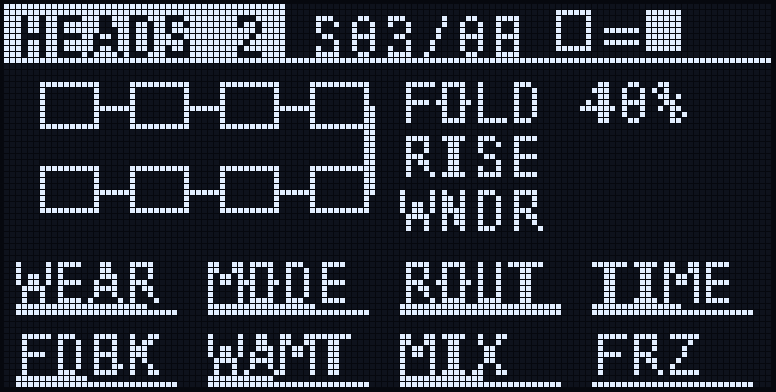 HEADS 2 S03/08 □=■
FOLD 40%
RISE
WNDR
WEAR MODE ROUT TIME
FDBK WAMT MIX FRZ